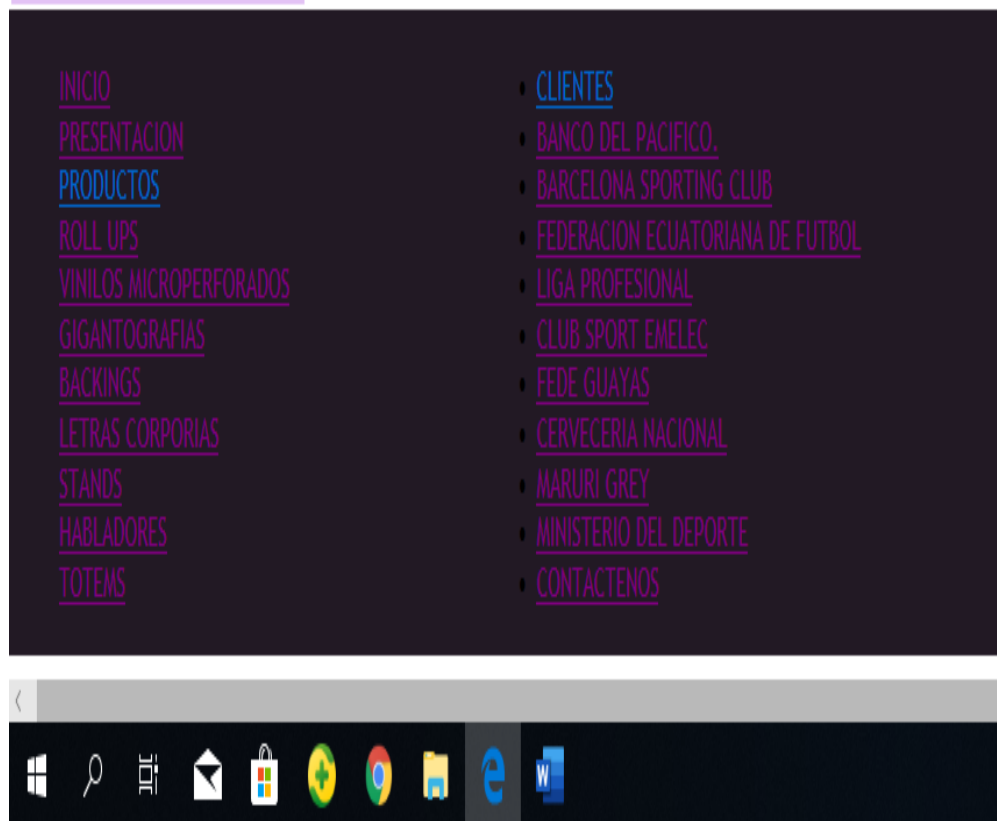 INICIO
PRESENTACION
PRODUCTOS
ROLL UPS
VINILOS MICROPERFORADOS
GIGANTOGRAFIAS
BACKINGS
LETRAS CORPORIAS
STANDS
HABLADORES
TOTEMS
CLIENTES
BANCO DEL PACIFICO.
BARCELONA SPORTING CLUB
FEDERACION ECUATORIANA DE FUTBOL
LIGA PROFESIONAL
CLUB SPORT EMELEC
FEDE GUAYAS
CERVECERIA NACIONAL
MARURI GREY
MINISTERIO DEL DEPORTE
CONTACTENOS